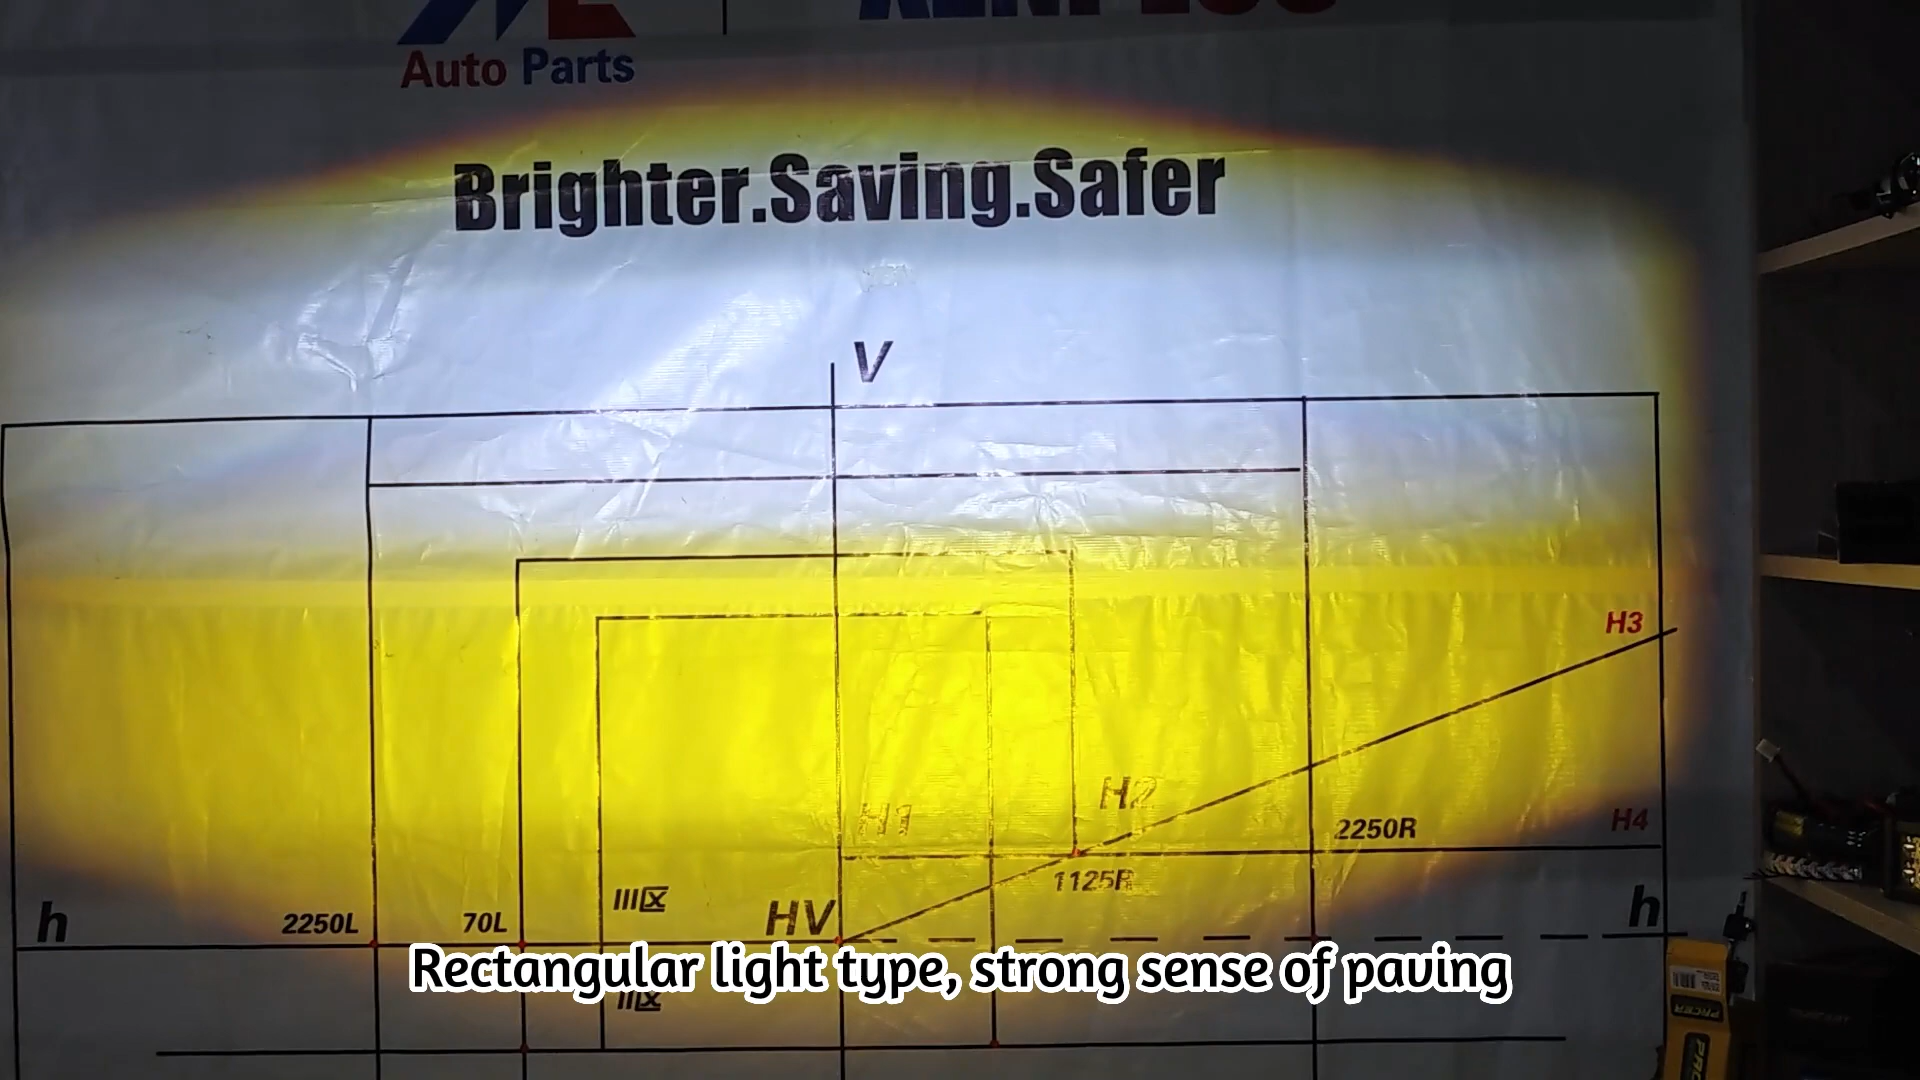 Auto Parts
Brighter.Saving.Safer
V
H3
H1
H2
2250R
H4
1125R
h
2250L
70L
III区
HV
h
Rectangular light type, strong sense of paving
II区